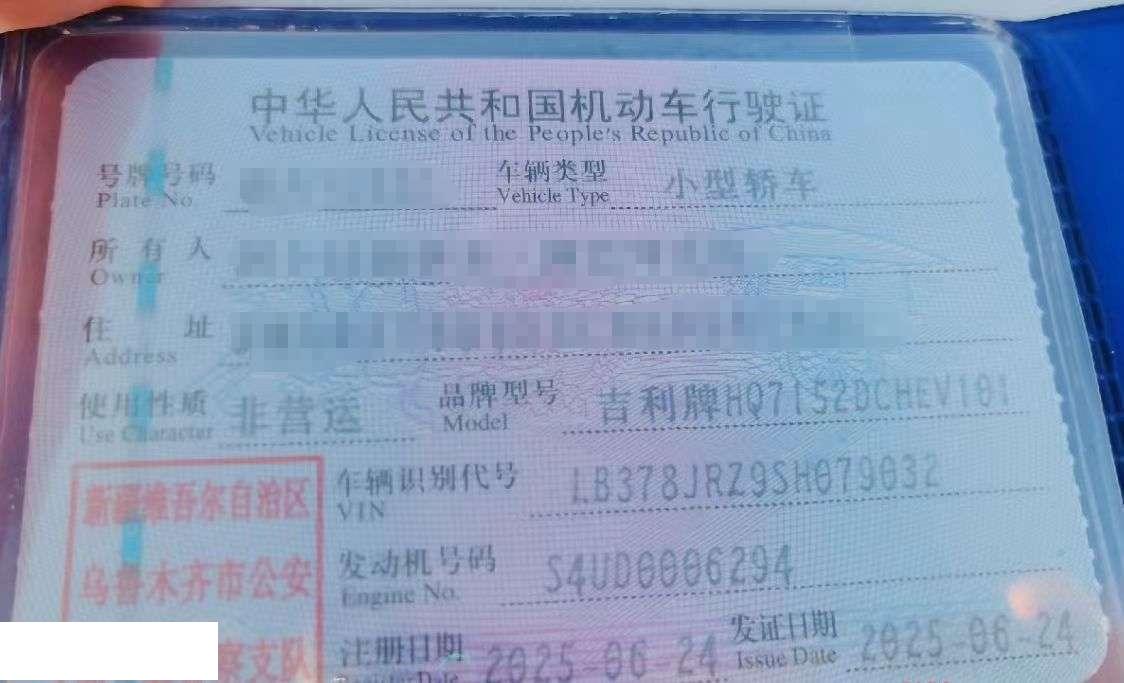 中华人民共和国机动车行驶证
Vehicle License of the People's Republic of China
号牌号码 车辆类型 小型轿车
Plate No. Vehicle Type
所有人
Owner
住址
Address
使用性质 非营运 品牌型号 吉利牌HQ7152DCHEV101
Use Character Model
新疆维吾尔自治区 车辆识别代号 LB378JRZ9SH079032
VIN
乌鲁木齐市公安 发动机号码 S4UD0006294
Engine No.
察支队 注册日期 2025-06-24 发证日期 2025-06-24
Register Date Issue Date